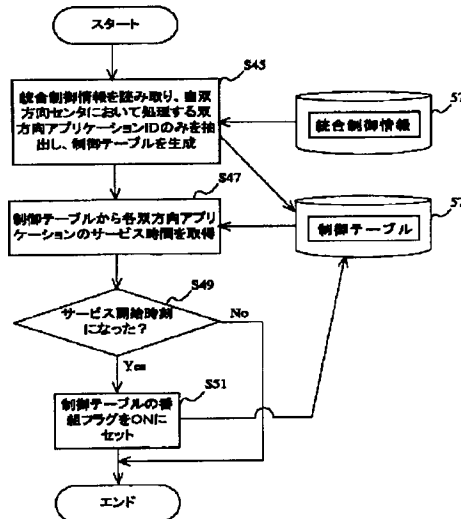 スタート
S45
統合制御情報を読み取り、自双
方向センタにおいて処理する双
方向アプリケーションIDのみを抽
出し、制御テーブルを生成
57
統合制御情報
S47
制御テーブルから各双方向アプリ
ケーションのサービス時間を取得
57
制御テーブル
S49
サービス開始時刻
になった?
No
Yes
S51
制御テーブルの番
組フラグをONに
セット
エンド